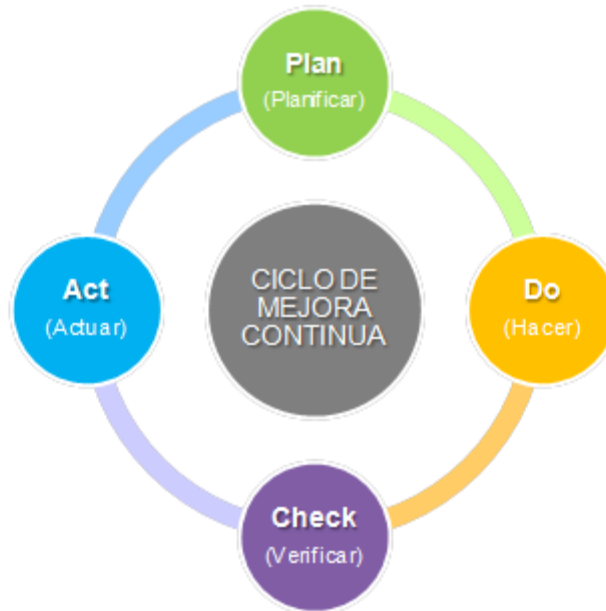 Plan
(Planificar)
Act
(Actuar)
CICLO DE
MEJORA
CONTINUA
Do
(Hacer)
Check
(Verificar)